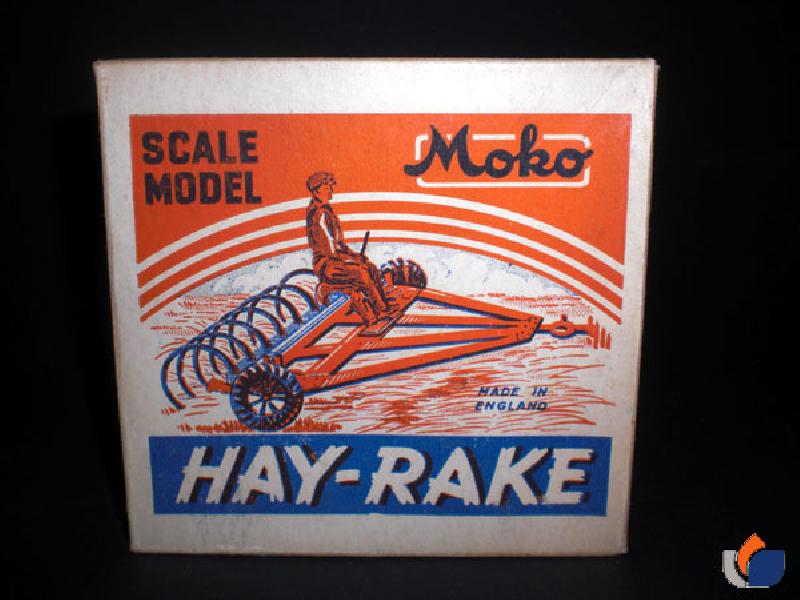 SCALE
MODEL
Moko
MADE IN
ENGLAND
HAY-RAKE